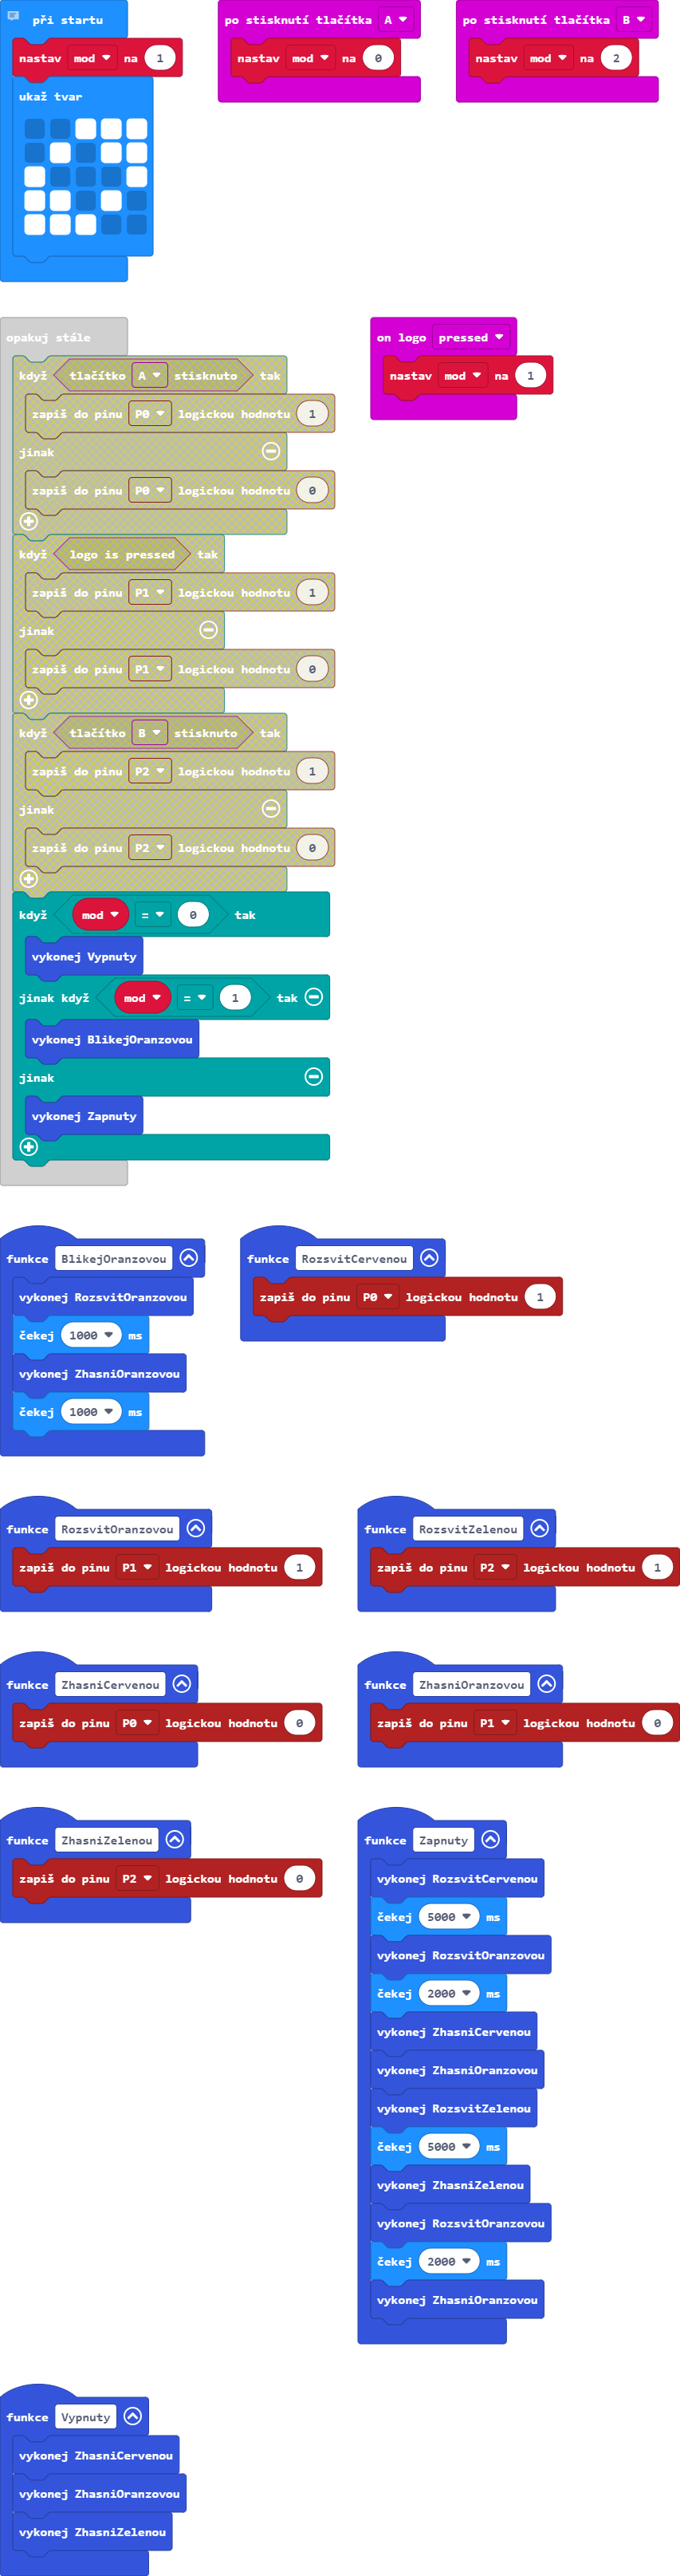 při startu
nastav mod na 1
ukaž tvar
po stisknutí tlačítka A
nastav mod na 0
po stisknutí tlačítka B
nastav mod na 2
opakuj stále
když tlačítko A stisknuto tak
zapiš do pinu P0 logickou hodnotu 1
jinak
zapiš do pinu P0 logickou hodnotu 0
když logo is pressed tak
zapiš do pinu P1 logickou hodnotu 1
jinak
zapiš do pinu P1 logickou hodnotu 0
když tlačítko B stisknuto tak
zapiš do pinu P2 logickou hodnotu 1
jinak
zapiš do pinu P2 logickou hodnotu 0
když mod = 0 tak
vykonej Vypnuty
jinak když mod = 1 tak
vykonej BlikejOranzovou
jinak
vykonej Zapnuty
on logo pressed
nastav mod na 1
funkce BlikejOranzovou
vykonej RozsvitOranzovou
čekej 1000 ms
vykonej ZhasniOranzovou
čekej 1000 ms
funkce RozsvitCervenou
zapiš do pinu P0 logickou hodnotu 1
funkce RozsvitOranzovou
zapiš do pinu P1 logickou hodnotu 1
funkce RozsvitZelenou
zapiš do pinu P2 logickou hodnotu 1
funkce ZhasniCervenou
zapiš do pinu P0 logickou hodnotu 0
funkce ZhasniOranzovou
zapiš do pinu P1 logickou hodnotu 0
funkce ZhasniZelenou
zapiš do pinu P2 logickou hodnotu 0
funkce Zapnuty
vykonej RozsvitCervenou
čekej 5000 ms
vykonej RozsvitOranzovou
čekej 2000 ms
vykonej ZhasniCervenou
vykonej ZhasniOranzovou
vykonej RozsvitZelenou
čekej 5000 ms
vykonej ZhasniZelenou
vykonej RozsvitOranzovou
čekej 2000 ms
vykonej ZhasniOranzovou
funkce Vypnuty
vykonej ZhasniCervenou
vykonej ZhasniOranzovou
vykonej ZhasniZelenou